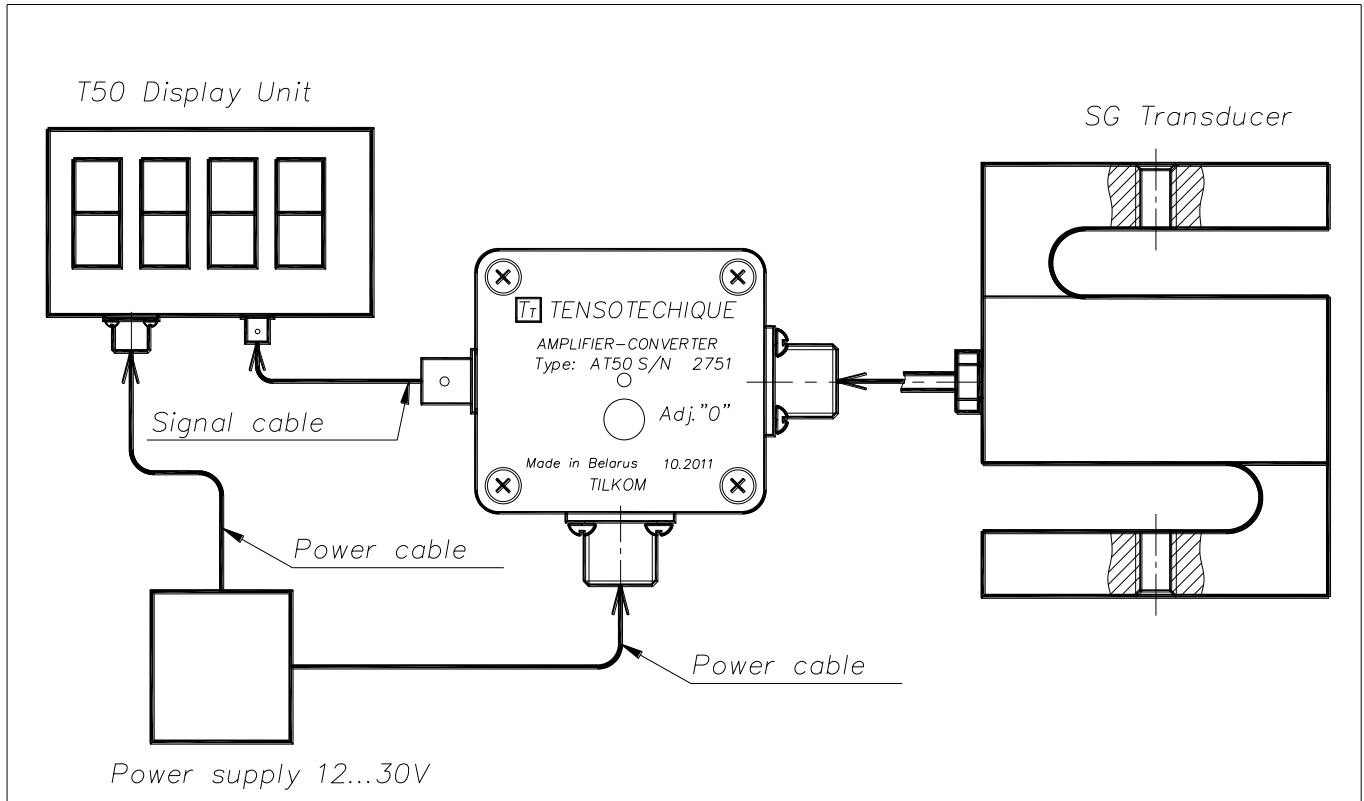 T50 Display Unit
SG Transducer
TT TENSOTECHIQUE
AMPLIFIER-CONVERTER
Type: AT50 S/N 2751
Adj."0"
Made in Belarus 10.2011
TILKOM
Signal cable
Power cable
Power cable
Power supply 12...30V